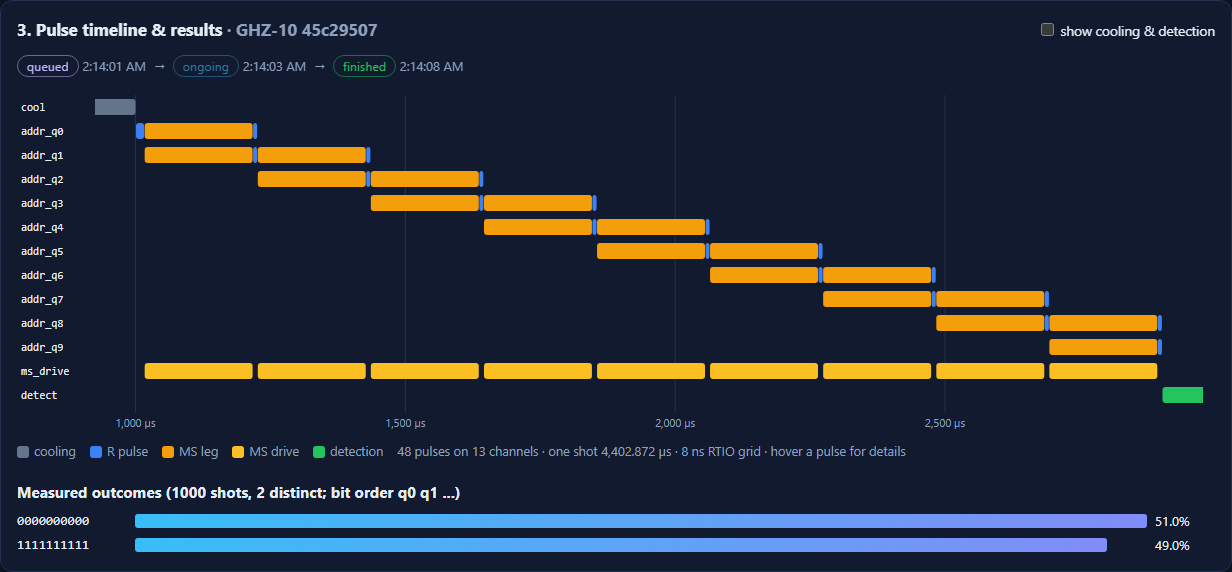 3. Pulse timeline & results · GHZ-10 45c29507
show cooling & detection
queued 2:14:01 AM → ongoing 2:14:03 AM → finished 2:14:08 AM
cool
addr_q0
addr_q1
addr_q2
addr_q3
addr_q4
addr_q5
addr_q6
addr_q7
addr_q8
addr_q9
ms_drive
detect
1,000 µs 1,500 µs 2,000 µs 2,500 µs
cooling R pulse MS leg MS drive detection 48 pulses on 13 channels · one shot 4,402.872 µs · 8 ns RTIO grid · hover a pulse for details
Measured outcomes (1000 shots, 2 distinct; bit order q0 q1 ...)
0000000000 51.0%
1111111111 49.0%